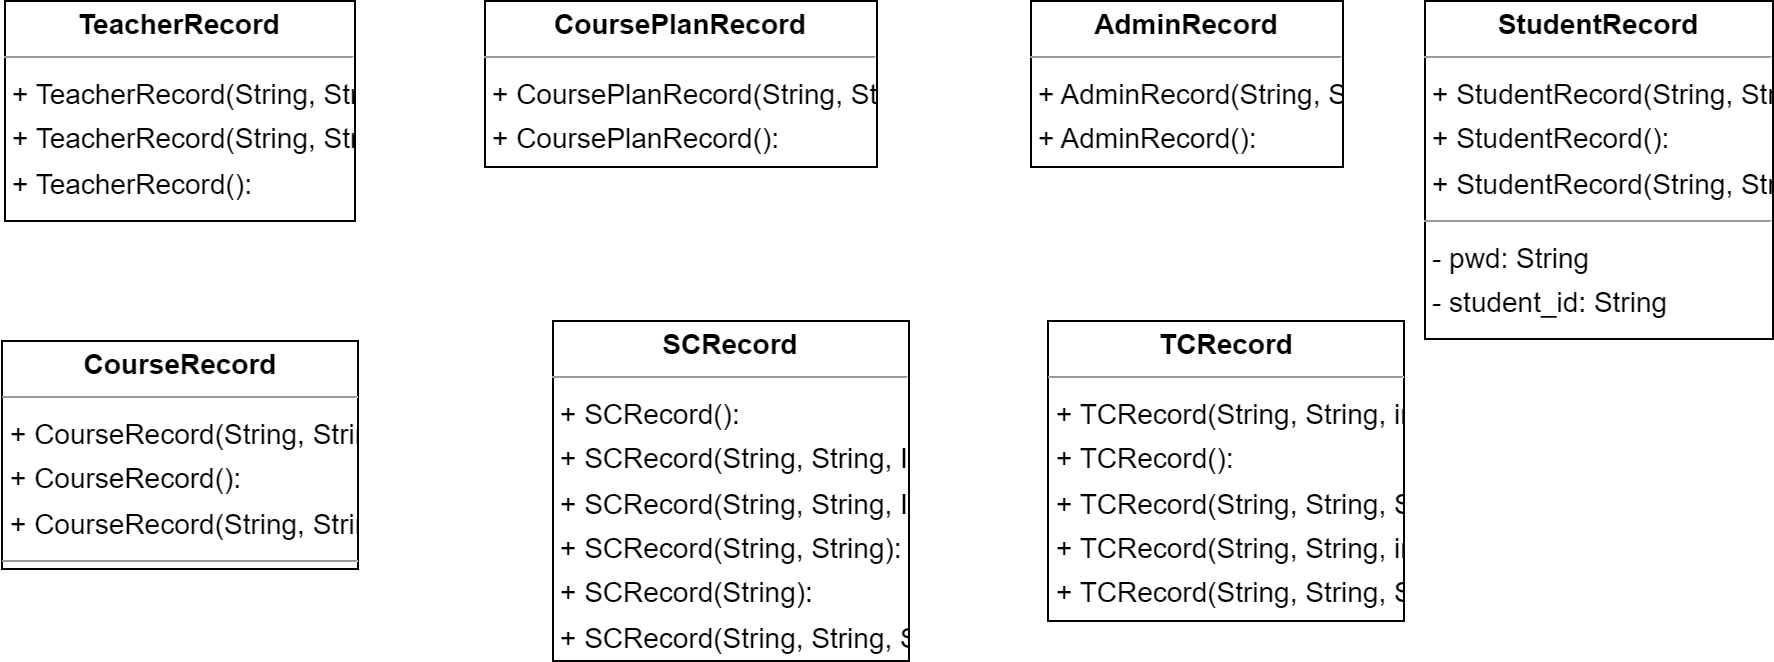 TeacherRecord
+ TeacherRecord(String, Str
+ TeacherRecord(String, Str
+ TeacherRecord():
CoursePlanRecord
+ CoursePlanRecord(String, St
+ CoursePlanRecord():
AdminRecord
+ AdminRecord(String, S
+ AdminRecord():
StudentRecord
+ StudentRecord(String, Str
+ StudentRecord():
+ StudentRecord(String, Str
- pwd: String
- student_id: String
CourseRecord
+ CourseRecord(String, Stri
+ CourseRecord():
+ CourseRecord(String, Stri
SCRecord
+ SCRecord():
+ SCRecord(String, String, I
+ SCRecord(String, String, I
+ SCRecord(String, String):
+ SCRecord(String):
+ SCRecord(String, String, S
TCRecord
+ TCRecord(String, String, in
+ TCRecord():
+ TCRecord(String, String, S
+ TCRecord(String, String, in
+ TCRecord(String, String, S